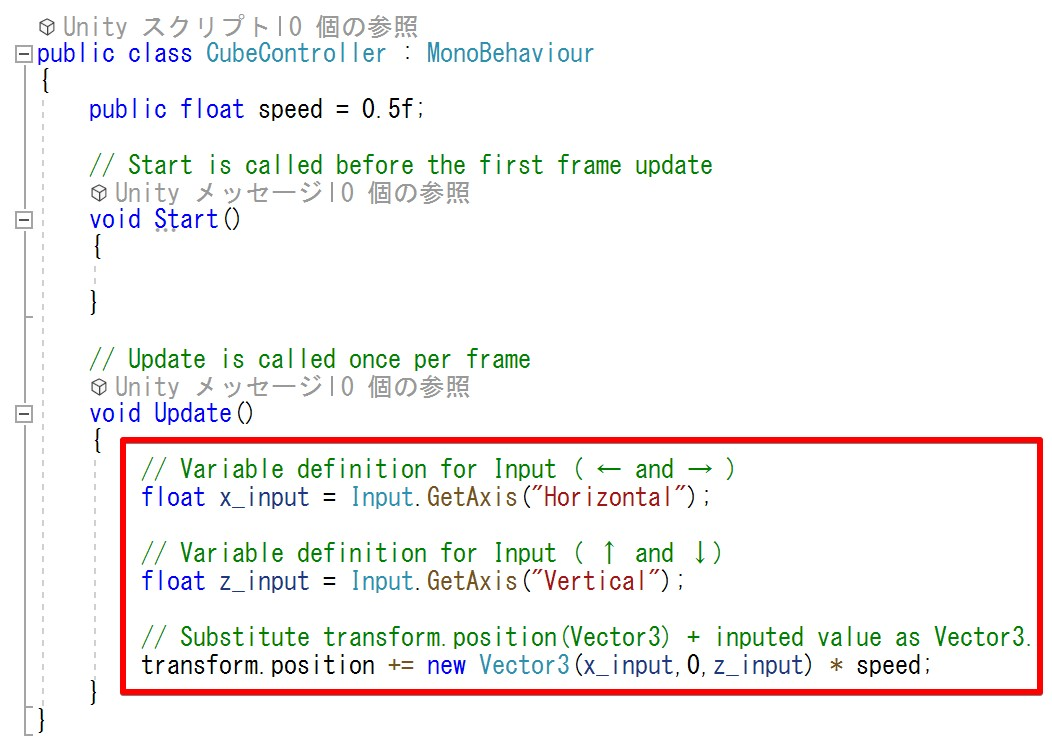 Unity スクリプト|0 個の参照
public class CubeController : MonoBehaviour
{
public float speed = 0.5f;
// Start is called before the first frame update
Unity メッセージ|0 個の参照
void Start()
{
}
// Update is called once per frame
Unity メッセージ|0 個の参照
void Update()
{
// Variable definition for Input ( ← and → )
float x_input = Input.GetAxis("Horizontal");
// Variable definition for Input ( ↑ and ↓)
float z_input = Input.GetAxis("Vertical");
// Substitute transform.position(Vector3) + inputed value as Vector3.
transform.position += new Vector3(x_input,0,z_input) * speed;
}
}